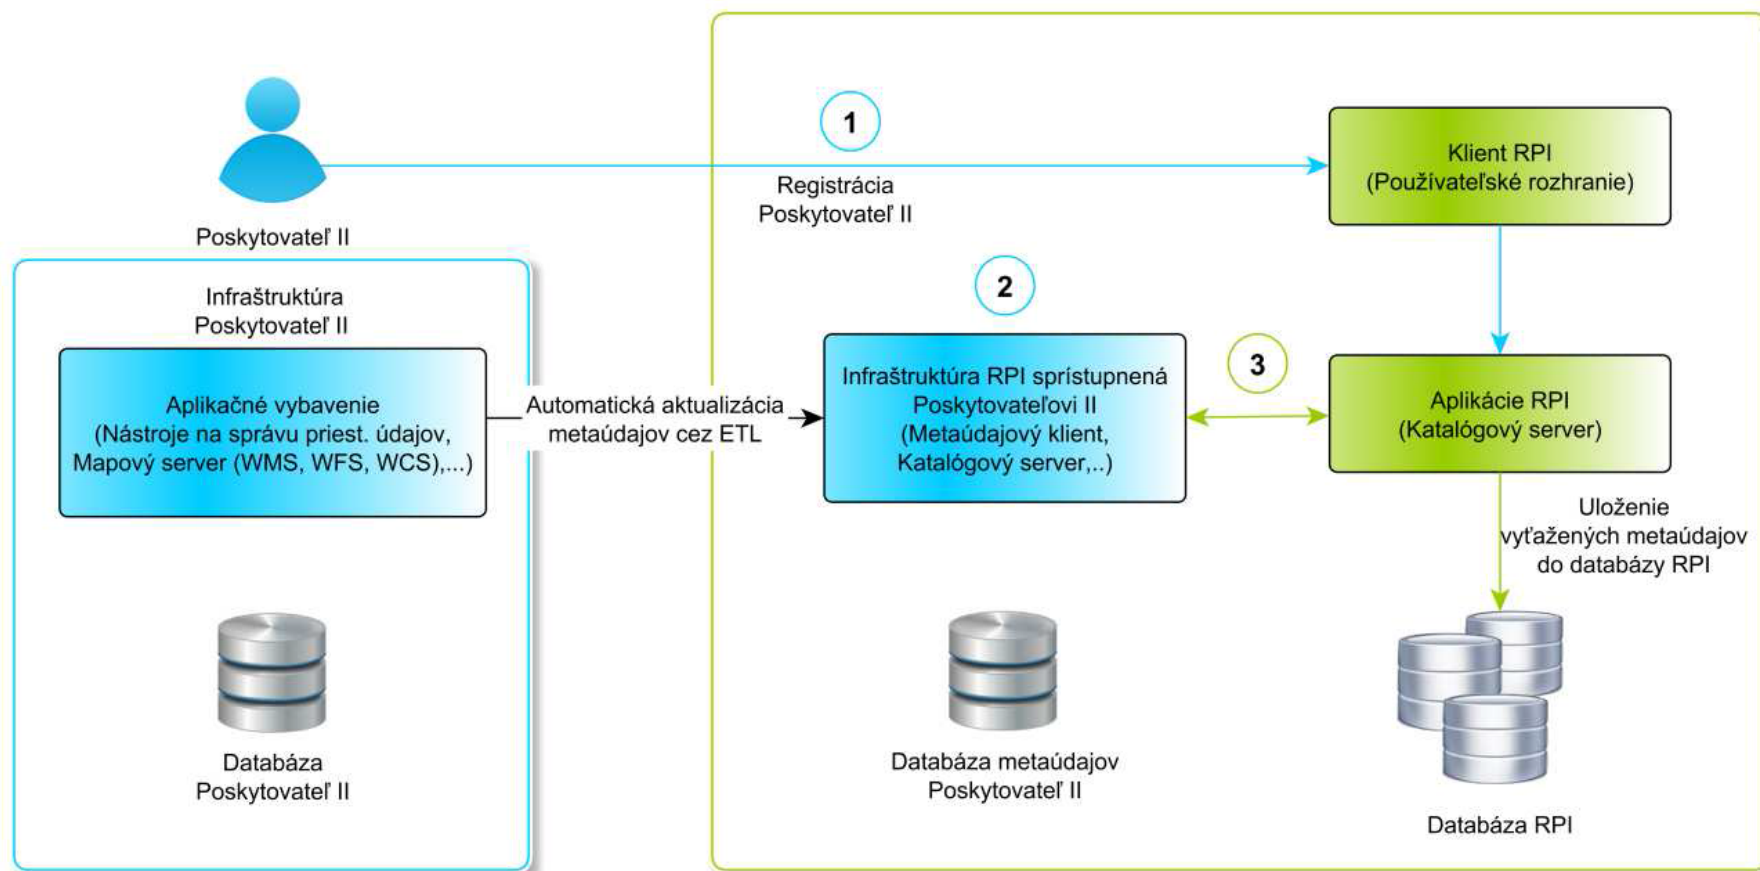 1
Registrácia
Poskytovateľ II
Klient RPI
(Používateľské rozhranie)
Poskytovateľ II
Infraštruktúra
Poskytovateľ II
Aplikačné vybavenie
(Nástroje na správu priest. údajov,
Mapový server (WMS, WFS, WCS),...)
Automatická aktualizácia
metaúdajov cez ETL
2
Infraštruktúra RPI sprístupnená
Poskytovateľovi II
(Metaúdajový klient,
Katalógový server,..)
3
Aplikácie RPI
(Katalógový server)
Uloženie
vyťažených metaúdajov
do databázy RPI
Databáza
Poskytovateľ II
Databáza metaúdajov
Poskytovateľ II
Databáza RPI